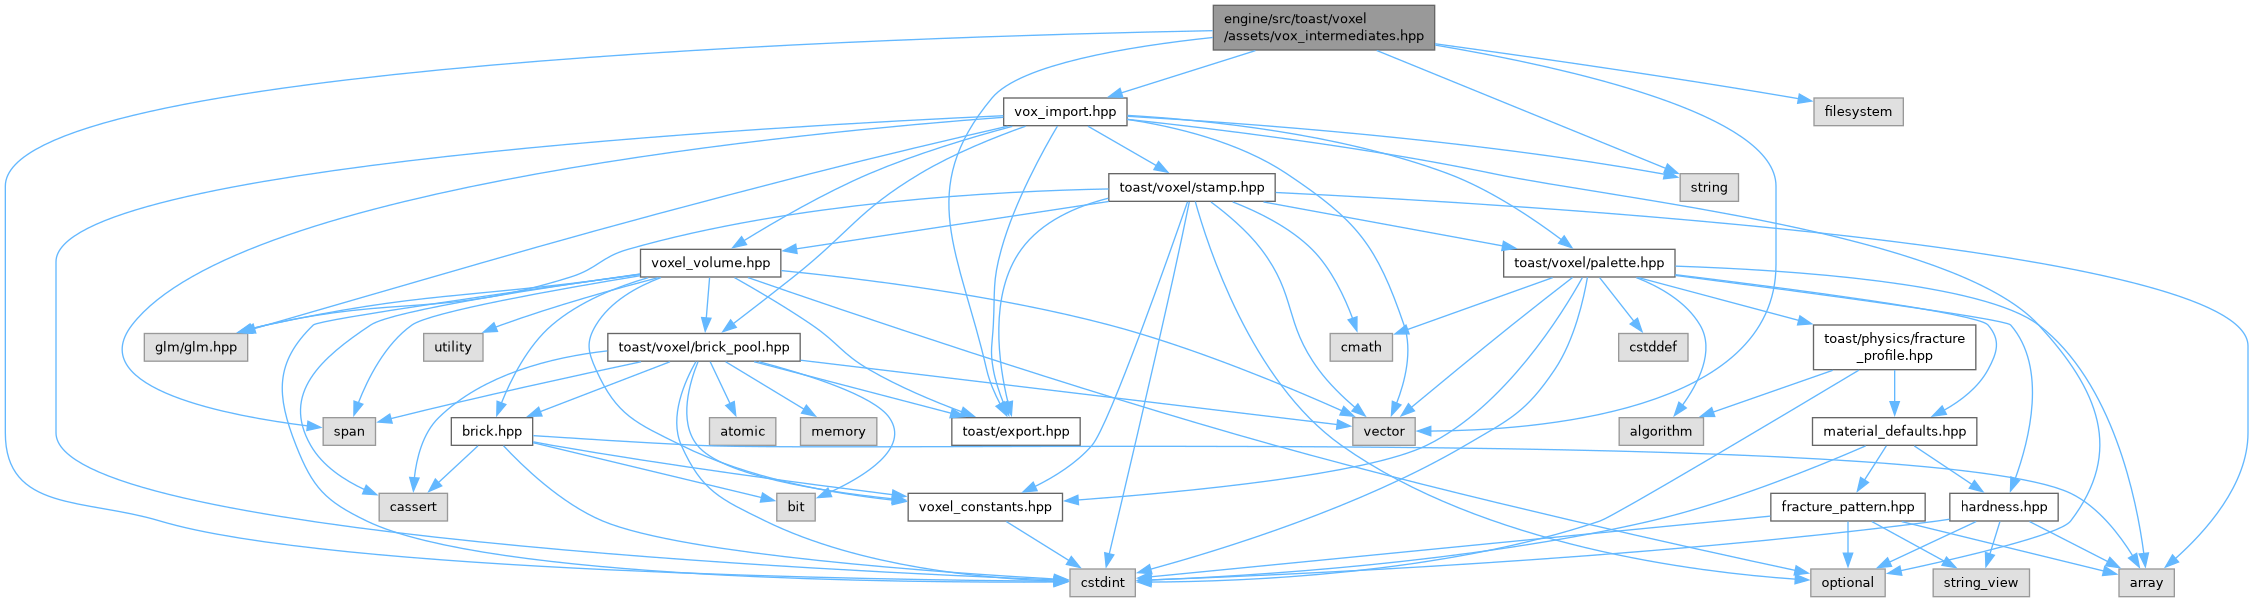 engine/src/toast/voxel
/assets/vox_intermediates.hpp
vox_import.hpp
filesystem
toast/voxel/stamp.hpp
string
voxel_volume.hpp
toast/voxel/palette.hpp
glm/glm.hpp
utility
toast/voxel/brick_pool.hpp
cmath
cstddef
toast/physics/fracture
_profile.hpp
span
brick.hpp
atomic
memory
toast/export.hpp
vector
algorithm
material_defaults.hpp
cassert
bit
voxel_constants.hpp
fracture_pattern.hpp
hardness.hpp
cstdint
optional
string_view
array